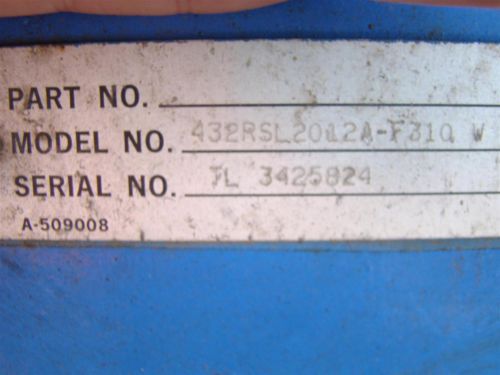 PART NO.
MODEL NO. 432RSL2012A-F31Q W
SERIAL NO. TL 3425824
A-509008